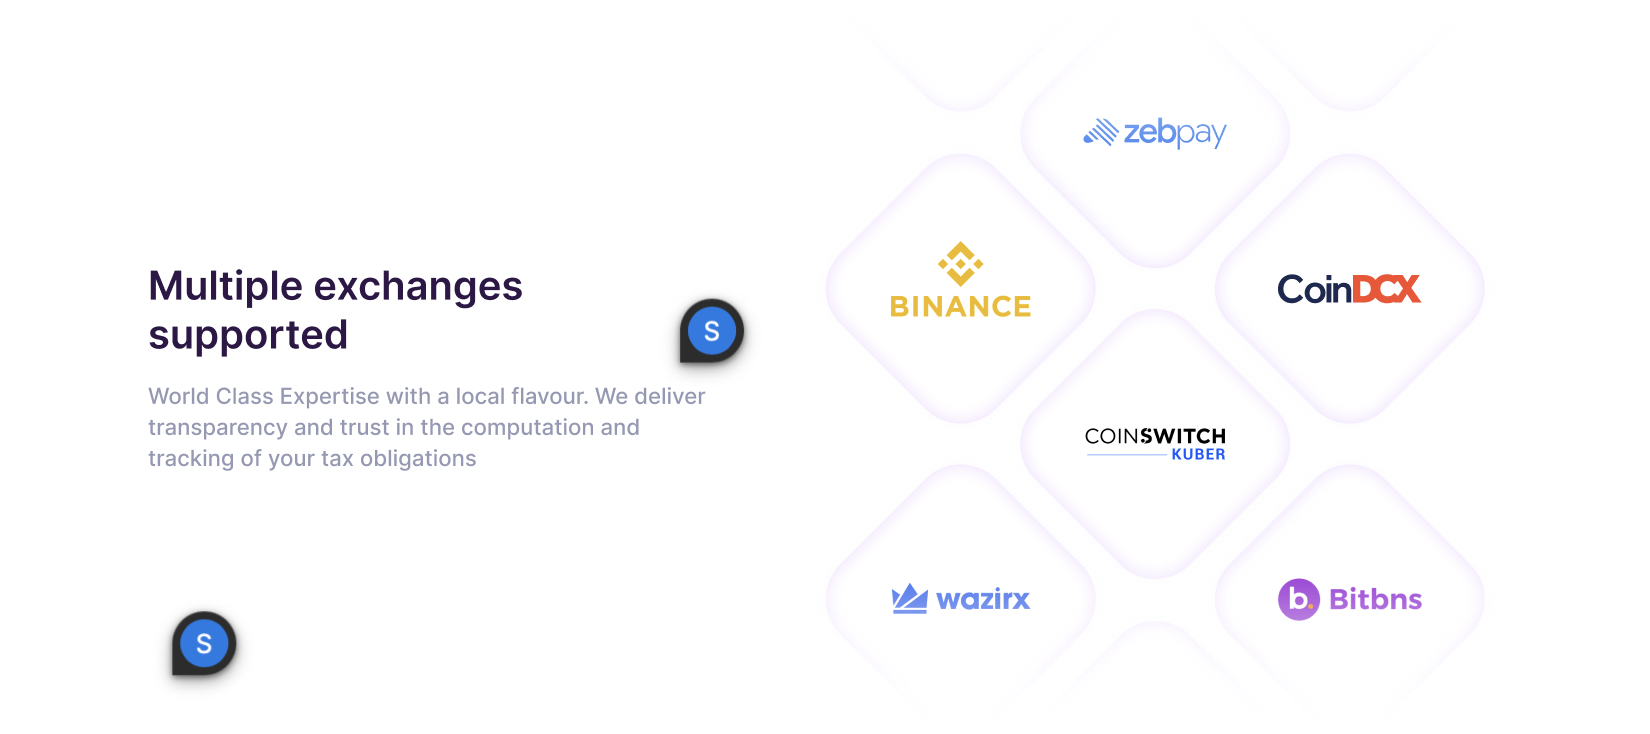 Multiple exchanges
supported
World Class Expertise with a local flavour. We deliver
transparency and trust in the computation and
tracking of your tax obligations
S
S
zebpay
BINANCE
CoinDCX
COINSWITCH
KUBER
wazirx
b.
Bitbns